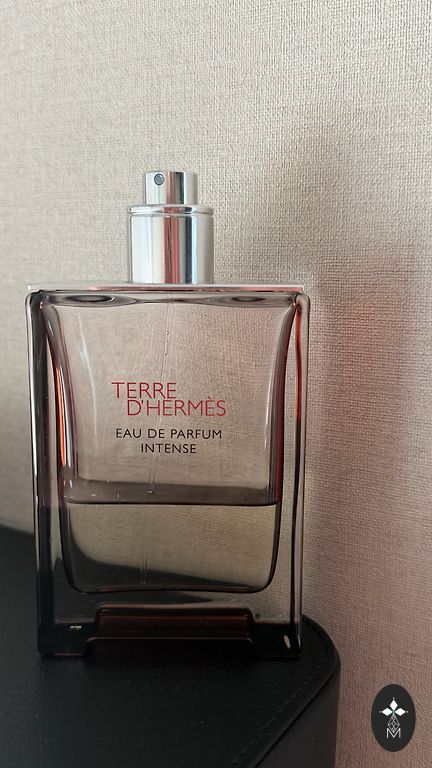 TERRE
D'HERMÈS
EAU DE PARFUM
INTENSE
M